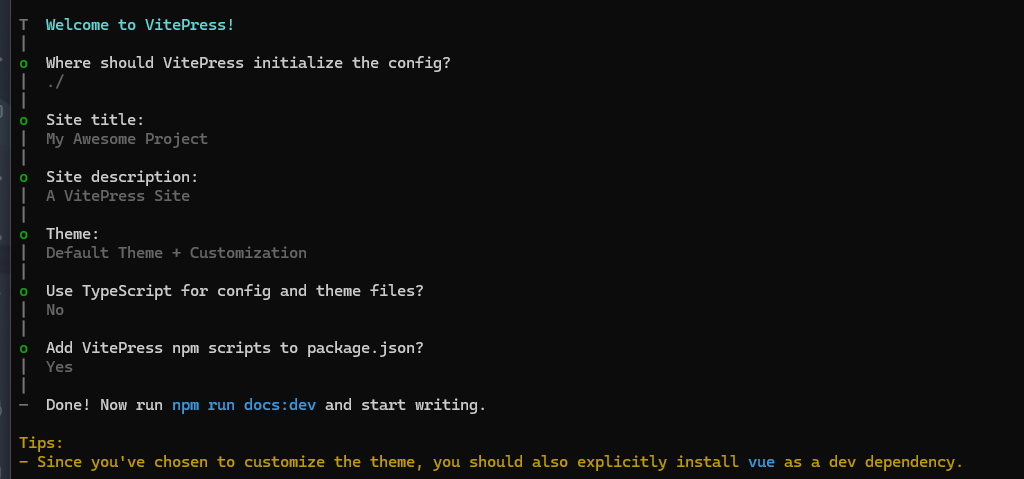 T  Welcome to VitePress!
o  Where should VitePress initialize the config?
./
o  Site title:
My Awesome Project
o  Site description:
A VitePress Site
o  Theme:
Default Theme + Customization
o  Use TypeScript for config and theme files?
No
o  Add VitePress npm scripts to package.json?
Yes
—  Done! Now run npm run docs:dev and start writing.
Tips:
- Since you've chosen to customize the theme, you should also explicitly install vue as a dev dependency.